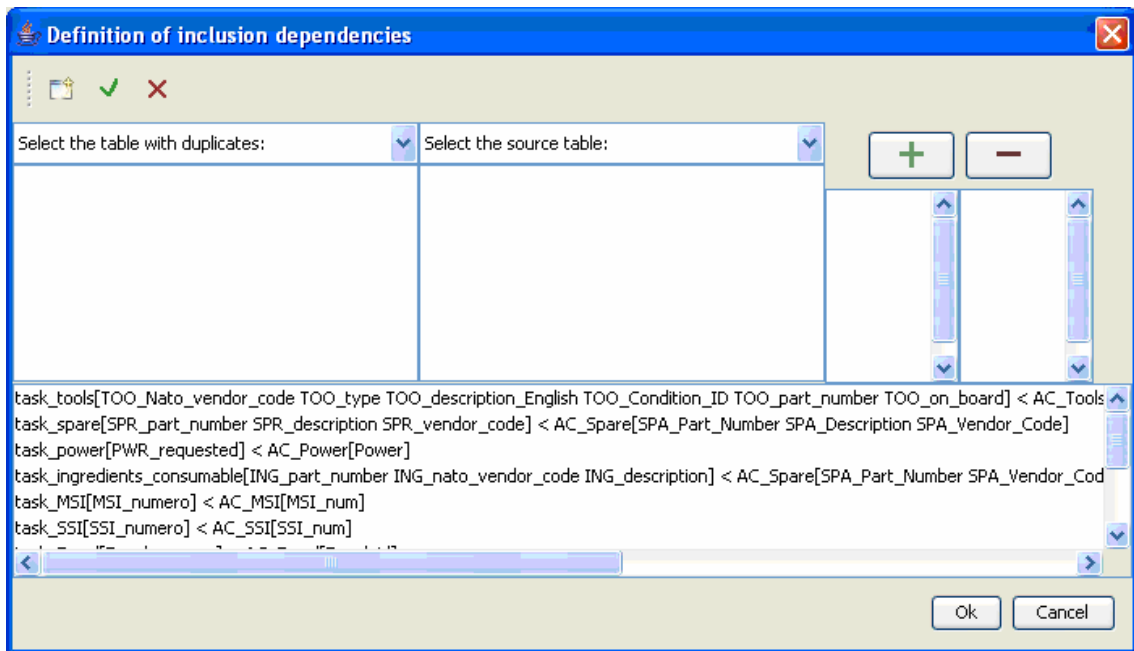 Definition of inclusion dependencies
Select the table with duplicates:
Select the source table:
task_tools[TOO_Nato_vendor_code TOO_type TOO_description_English TOO_Condition_ID TOO_part_number TOO_on_board] < AC_Tools
task_spare[SPR_part_number SPR_description SPR_vendor_code] < AC_Spare[SPA_Part_Number SPA_Description SPA_Vendor_Code]
task_power[PWR_requested] < AC_Power[Power]
task_ingredients_consumable[ING_part_number ING_nato_vendor_code ING_description] < AC_Spare[SPA_Part_Number SPA_Vendor_Cod
task_MSI[MSI_numero] < AC_MSI[MSI_num]
task_SSI[SSI_numero] < AC_SSI[SSI_num]
Ok
Cancel